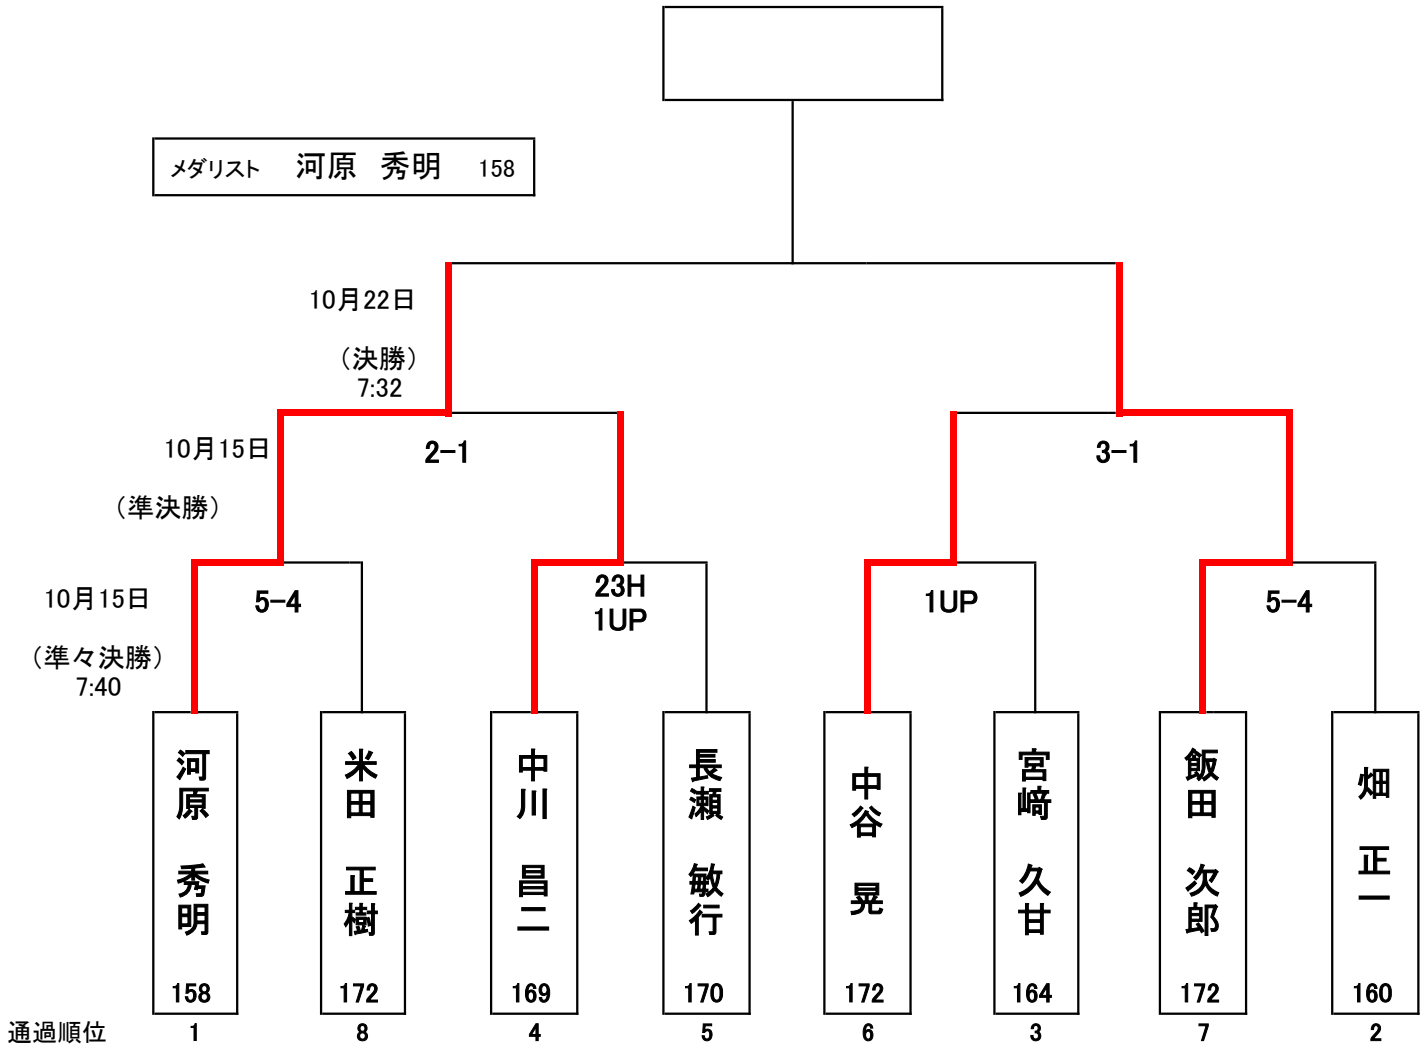 メダリスト 河原 秀明 158
10月22日
（決勝）
7:32
10月15日
2-1
3-1
（準決勝）
10月15日
5-4
23H
1UP
1UP
5-4
（準々決勝）
7:40
河原 秀明
米田 正樹
中川 昌二
長瀬 敏行
中谷 晃
宮﨑 久甘
飯田 次郎
畑 正一
158 172 169 170 172 164 172 160
通過順位 1 8 4 5 6 3 7 2